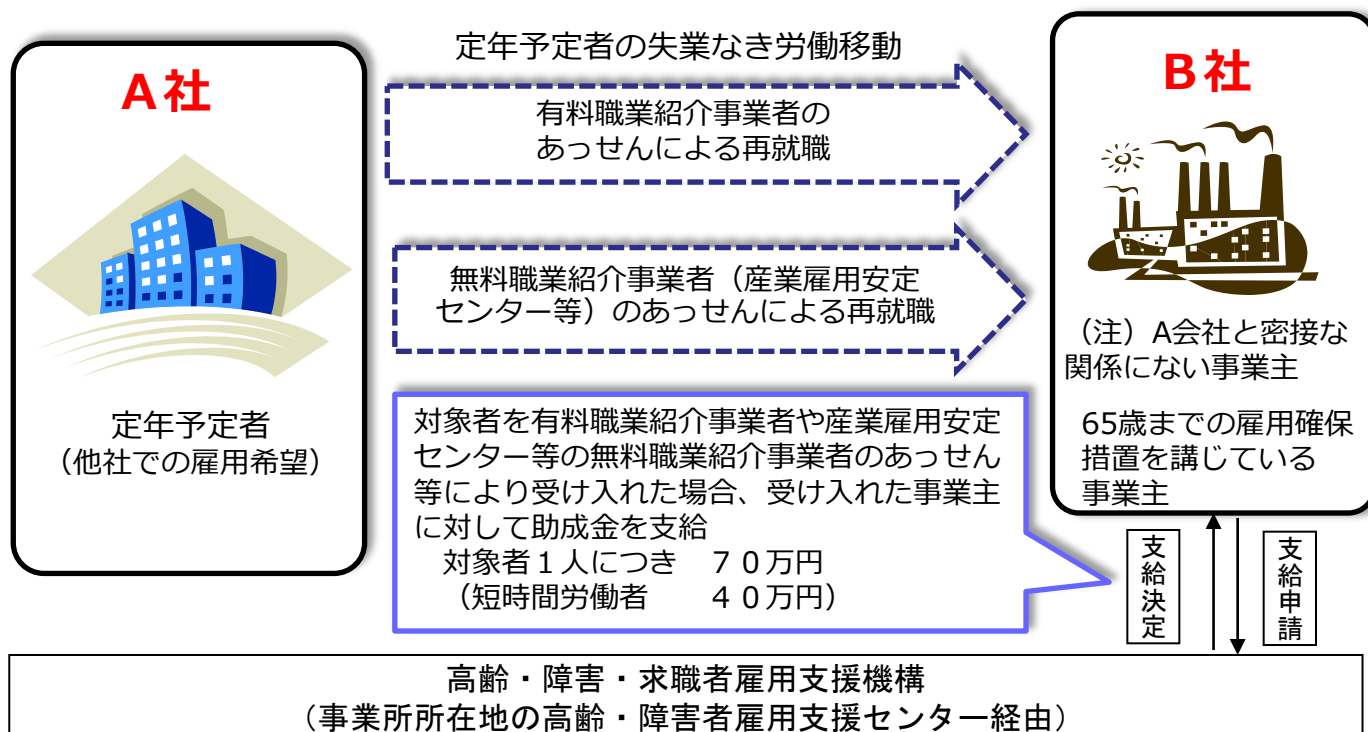 定年予定者の失業なき労働移動
A社
定年予定者
（他社での雇用希望）
有料職業紹介事業者の
あっせんによる再就職
無料職業紹介事業者（産業雇用安定
センター等）のあっせんによる再就職
対象者を有料職業紹介事業者や産業雇用安定
センター等の無料職業紹介事業者のあっせん
等により受け入れた場合、受け入れた事業主
に対して助成金を支給
対象者１人につき　７０万円
（短時間労働者　　４０万円）
B社
（注）A会社と密接な
関係にない事業主
65歳までの雇用確保
措置を講じている
事業主
支給決定
支給申請
高齢・障害・求職者雇用支援機構
（事業所所在地の高齢・障害者雇用支援センター経由）